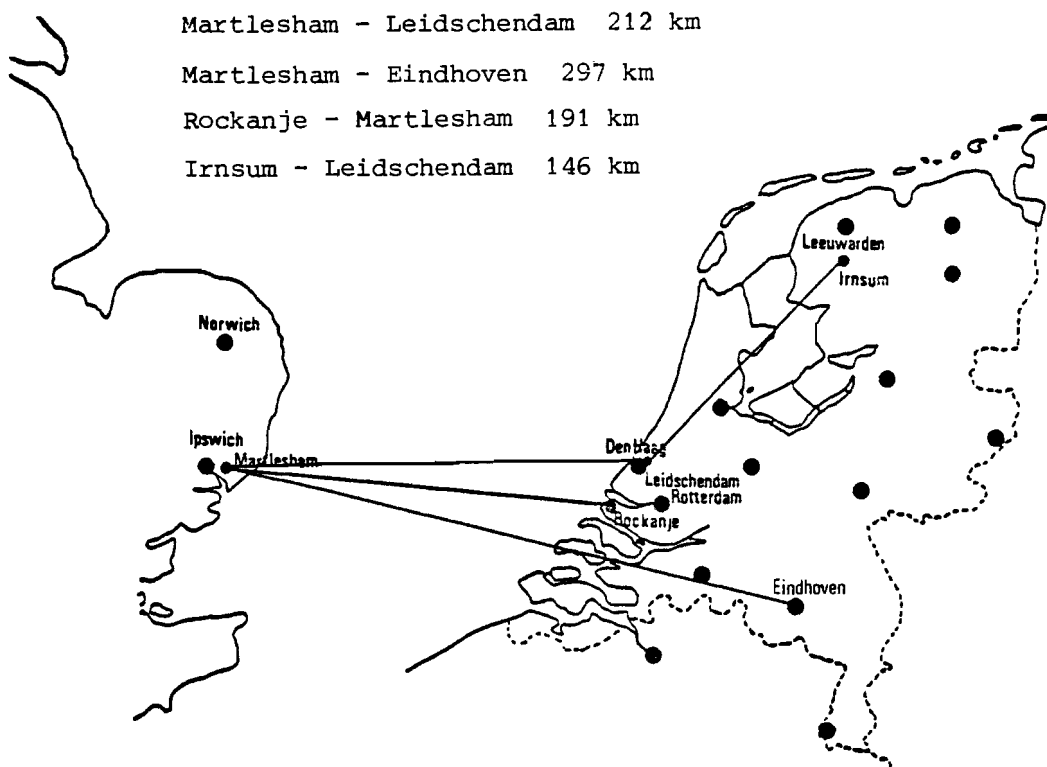 Martlesham - Leidschendam 212 km
Martlesham - Eindhoven 297 km
Rockanje - Martlesham 191 km
Irnsum - Leidschendam 146 km
Leeuwarden
Irnsum
Norwich
Ipswich
Martlesham
Den Haag
Leidschendam
Rotterdam
Rockanje
Eindhoven